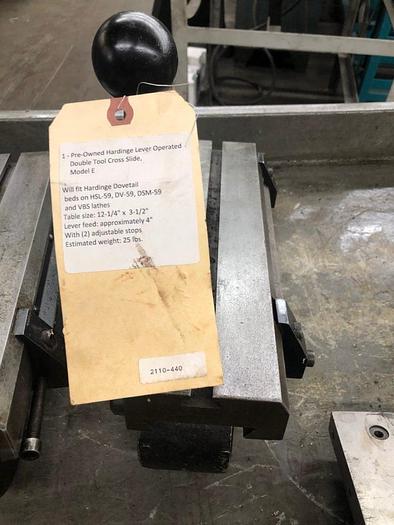 1 - Pre-Owned Hardinge Lever Operated
Double Tool Cross Slide,
Model E
Will fit Hardinge Dovetail
beds on HSL-59, DV-59, DSM-59
and VBS lathes
Table size: 12-1/4" x 3-1/2"
Lever feed: approximately 4"
With (2) adjustable stops
Estimated weight: 25 lbs.
2110-440